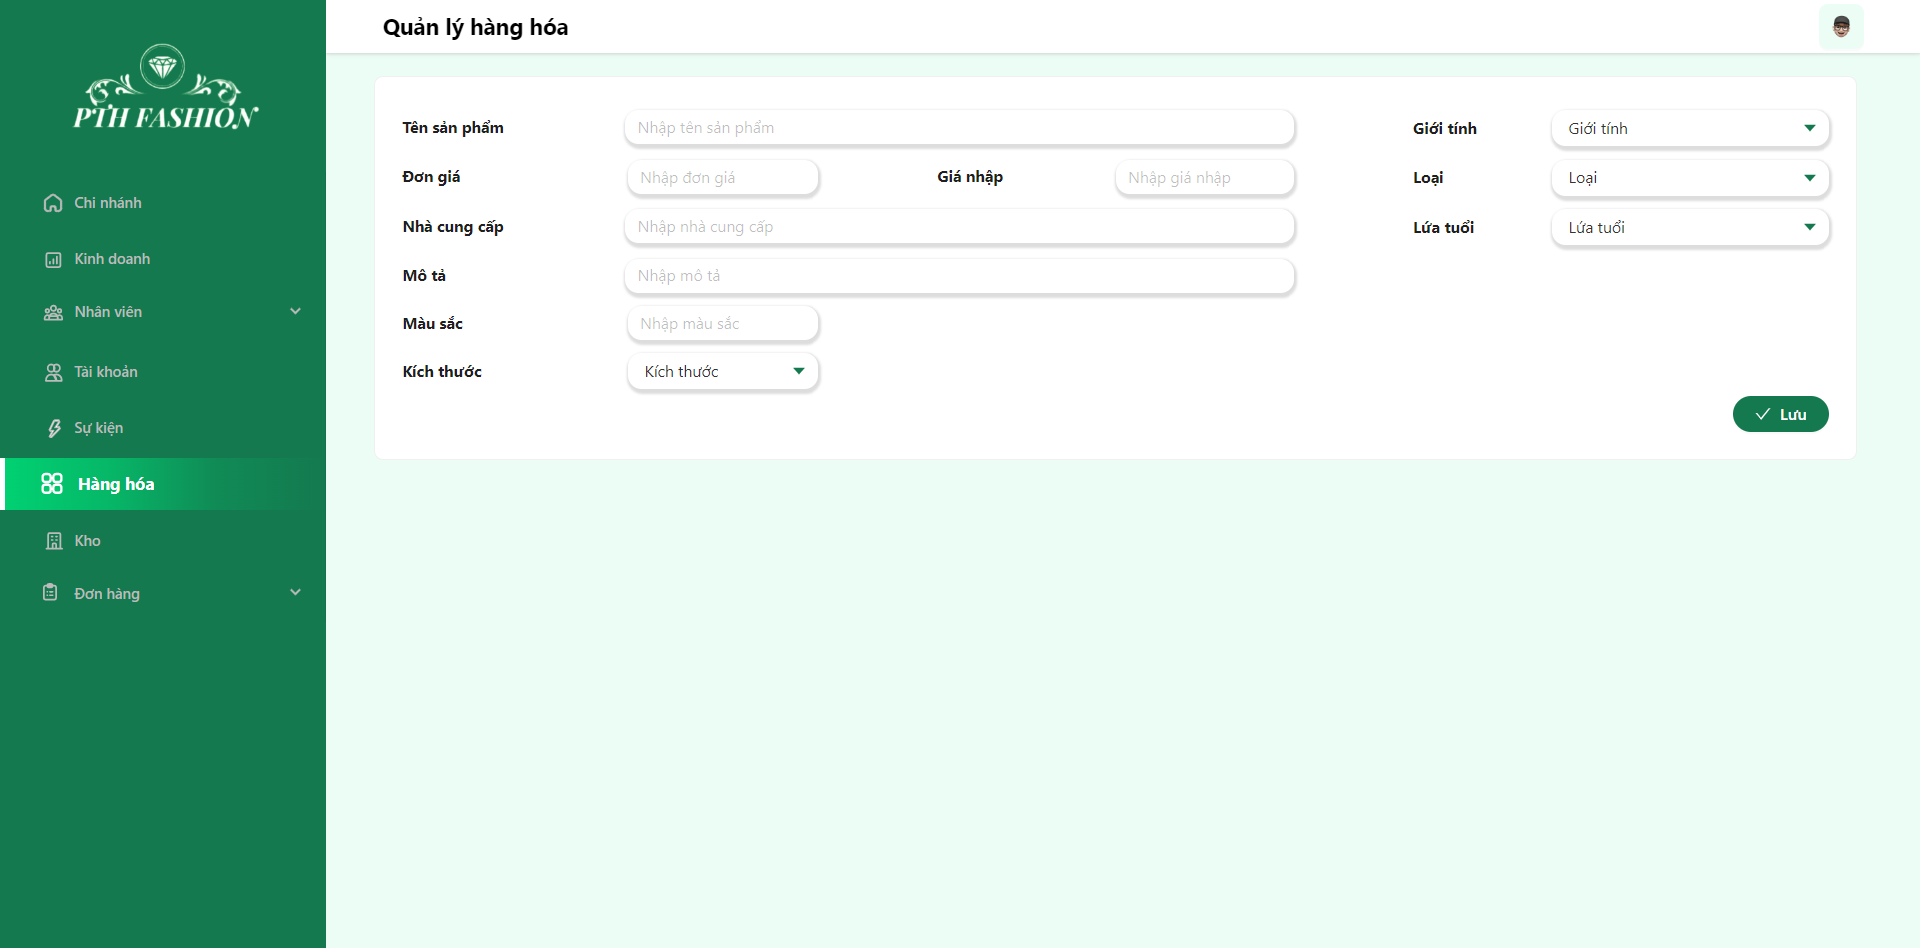 PTH FASHION
Chi nhánh
Kinh doanh
Nhân viên
Tài khoản
Sự kiện
Hàng hóa
Kho
Đơn hàng
Quản lý hàng hóa
Tên sản phẩm
Nhập tên sản phẩm
Giới tính
Giới tính
Đơn giá
Nhập đơn giá
Giá nhập
Nhập giá nhập
Loại
Loại
Nhà cung cấp
Nhập nhà cung cấp
Lứa tuổi
Lứa tuổi
Mô tả
Nhập mô tả
Màu sắc
Nhập màu sắc
Kích thước
Kích thước
Lưu